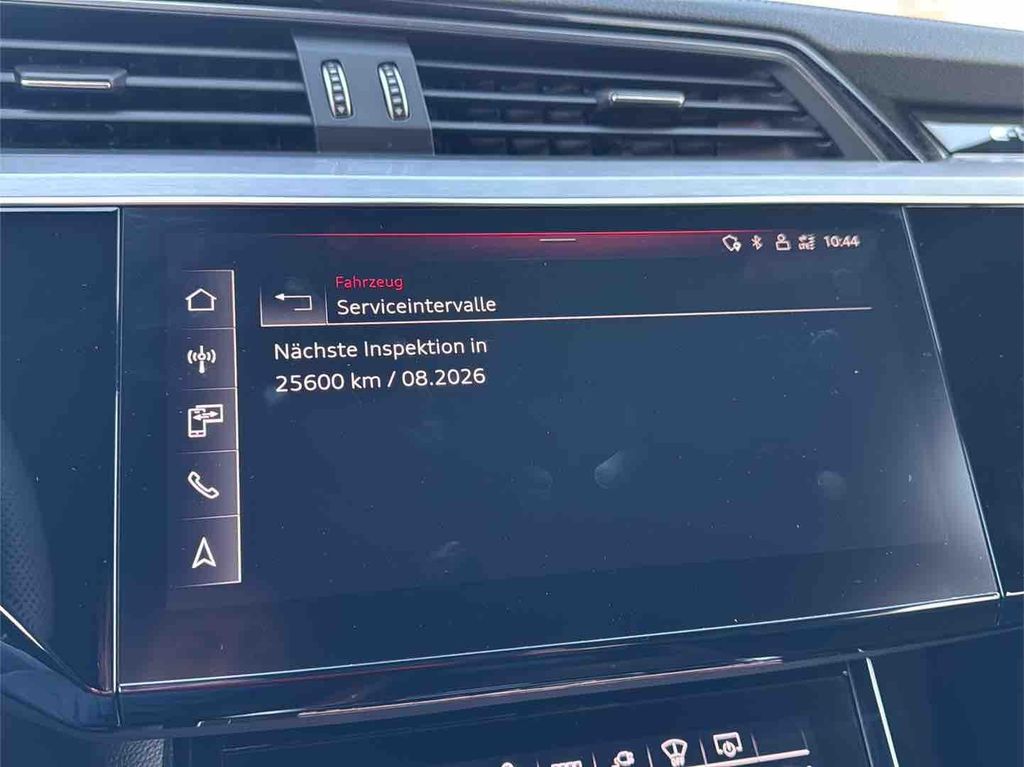 10:44
Fahrzeug
Serviceintervalle
Nächste Inspektion in
25600 km / 08.2026